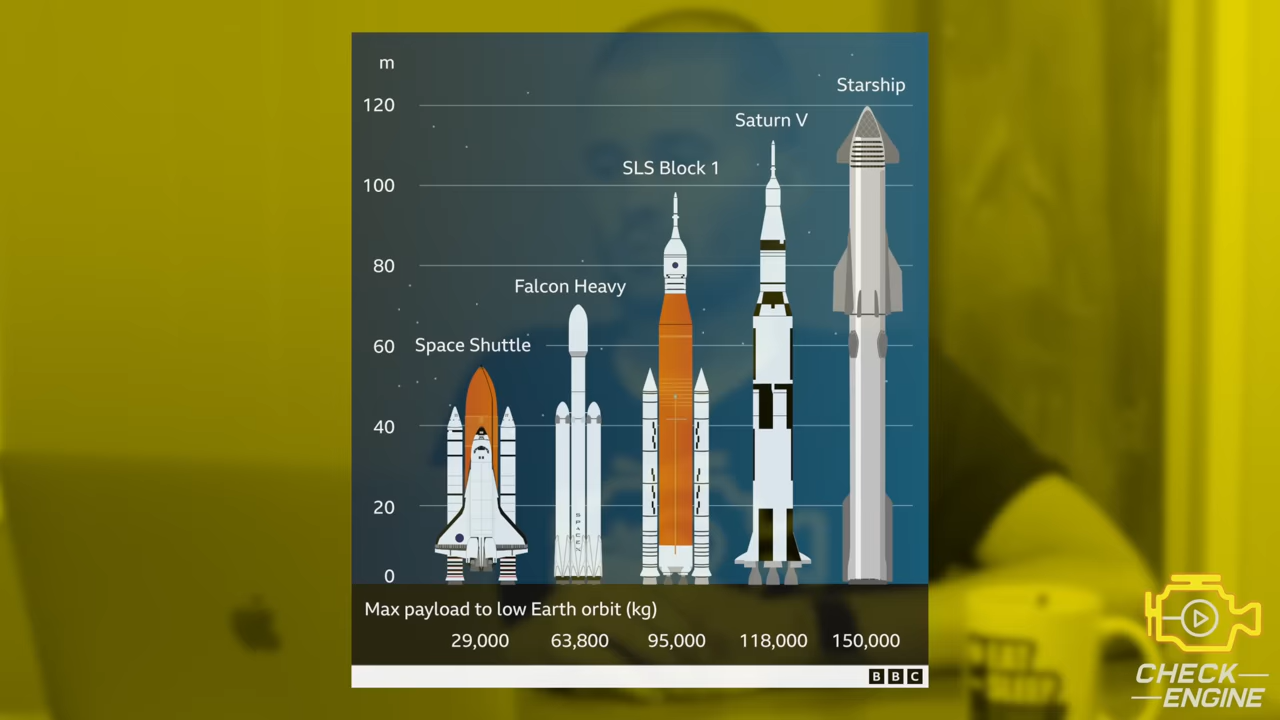 m
120
Starship
Saturn V
SLS Block 1
100
80
Falcon Heavy
60
Space Shuttle
40
20
0
Max payload to low Earth orbit (kg)
29,000 63,800 95,000 118,000 150,000
BBC
CHECK
ENGINE